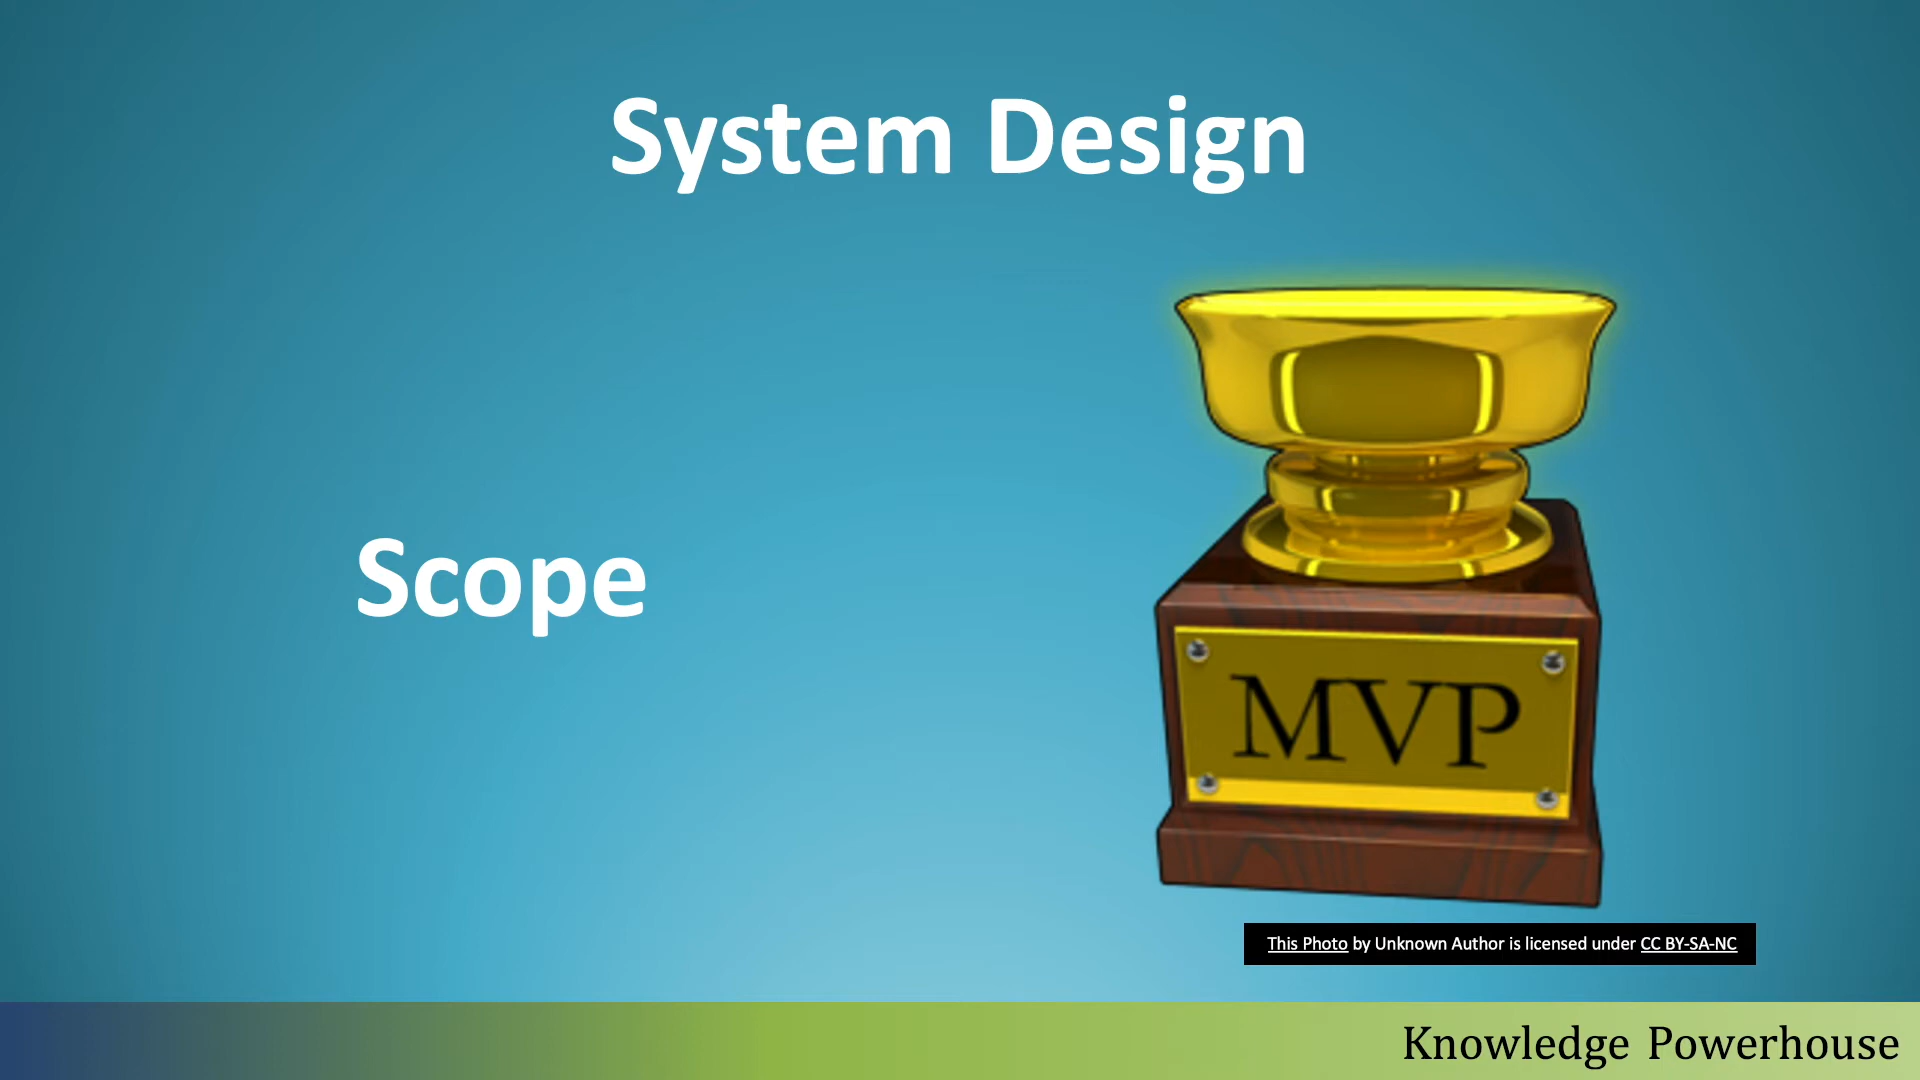 System Design
Scope
MVP
This Photo by Unknown Author is licensed under CC BY-SA-NC
Knowledge Powerhouse